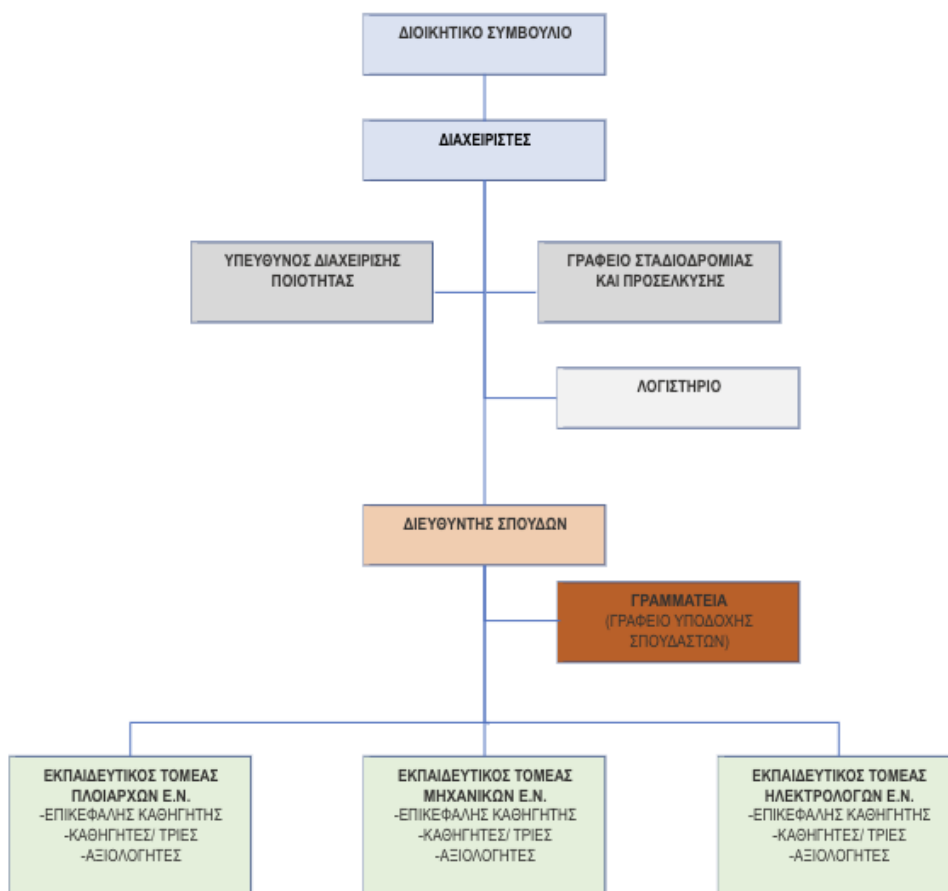 ΔΙΟΙΚΗΤΙΚΟ ΣΥΜΒΟΥΛΙΟ
ΔΙΑΧΕΙΡΙΣΤΕΣ
ΥΠΕΥΘΥΝΟΣ ΔΙΑΧΕΙΡΙΣΗΣ
ΠΟΙΟΤΗΤΑΣ
ΓΡΑΦΕΙΟ ΣΤΑΔΙΟΔΡΟΜΙΑΣ
ΚΑΙ ΠΡΟΣΕΛΚΥΣΗΣ
ΛΟΓΙΣΤΗΡΙΟ
ΔΙΕΥΘΥΝΤΗΣ ΣΠΟΥΔΩΝ
ΓΡΑΜΜΑΤΕΙΑ
(ΓΡΑΦΕΙΟ ΥΠΟΔΟΧΗΣ
ΣΠΟΥΔΑΣΤΩΝ)
ΕΚΠΑΙΔΕΥΤΙΚΟΣ ΤΟΜΕΑΣ
ΠΛΟΙΑΡΧΩΝ Ε.Ν.
-ΕΠΙΚΕΦΑΛΗΣ ΚΑΘΗΓΗΤΗΣ
-ΚΑΘΗΓΗΤΕΣ/ ΤΡΙΕΣ
-ΑΞΙΟΛΟΓΗΤΕΣ
ΕΚΠΑΙΔΕΥΤΙΚΟΣ ΤΟΜΕΑΣ
ΜΗΧΑΝΙΚΩΝ Ε.Ν.
-ΕΠΙΚΕΦΑΛΗΣ ΚΑΘΗΓΗΤΗΣ
-ΚΑΘΗΓΗΤΕΣ/ ΤΡΙΕΣ
-ΑΞΙΟΛΟΓΗΤΕΣ
ΕΚΠΑΙΔΕΥΤΙΚΟΣ ΤΟΜΕΑΣ
ΗΛΕΚΤΡΟΛΟΓΩΝ Ε.Ν.
-ΕΠΙΚΕΦΑΛΗΣ ΚΑΘΗΓΗΤΗΣ
-ΚΑΘΗΓΗΤΕΣ/ ΤΡΙΕΣ
-ΑΞΙΟΛΟΓΗΤΕΣ